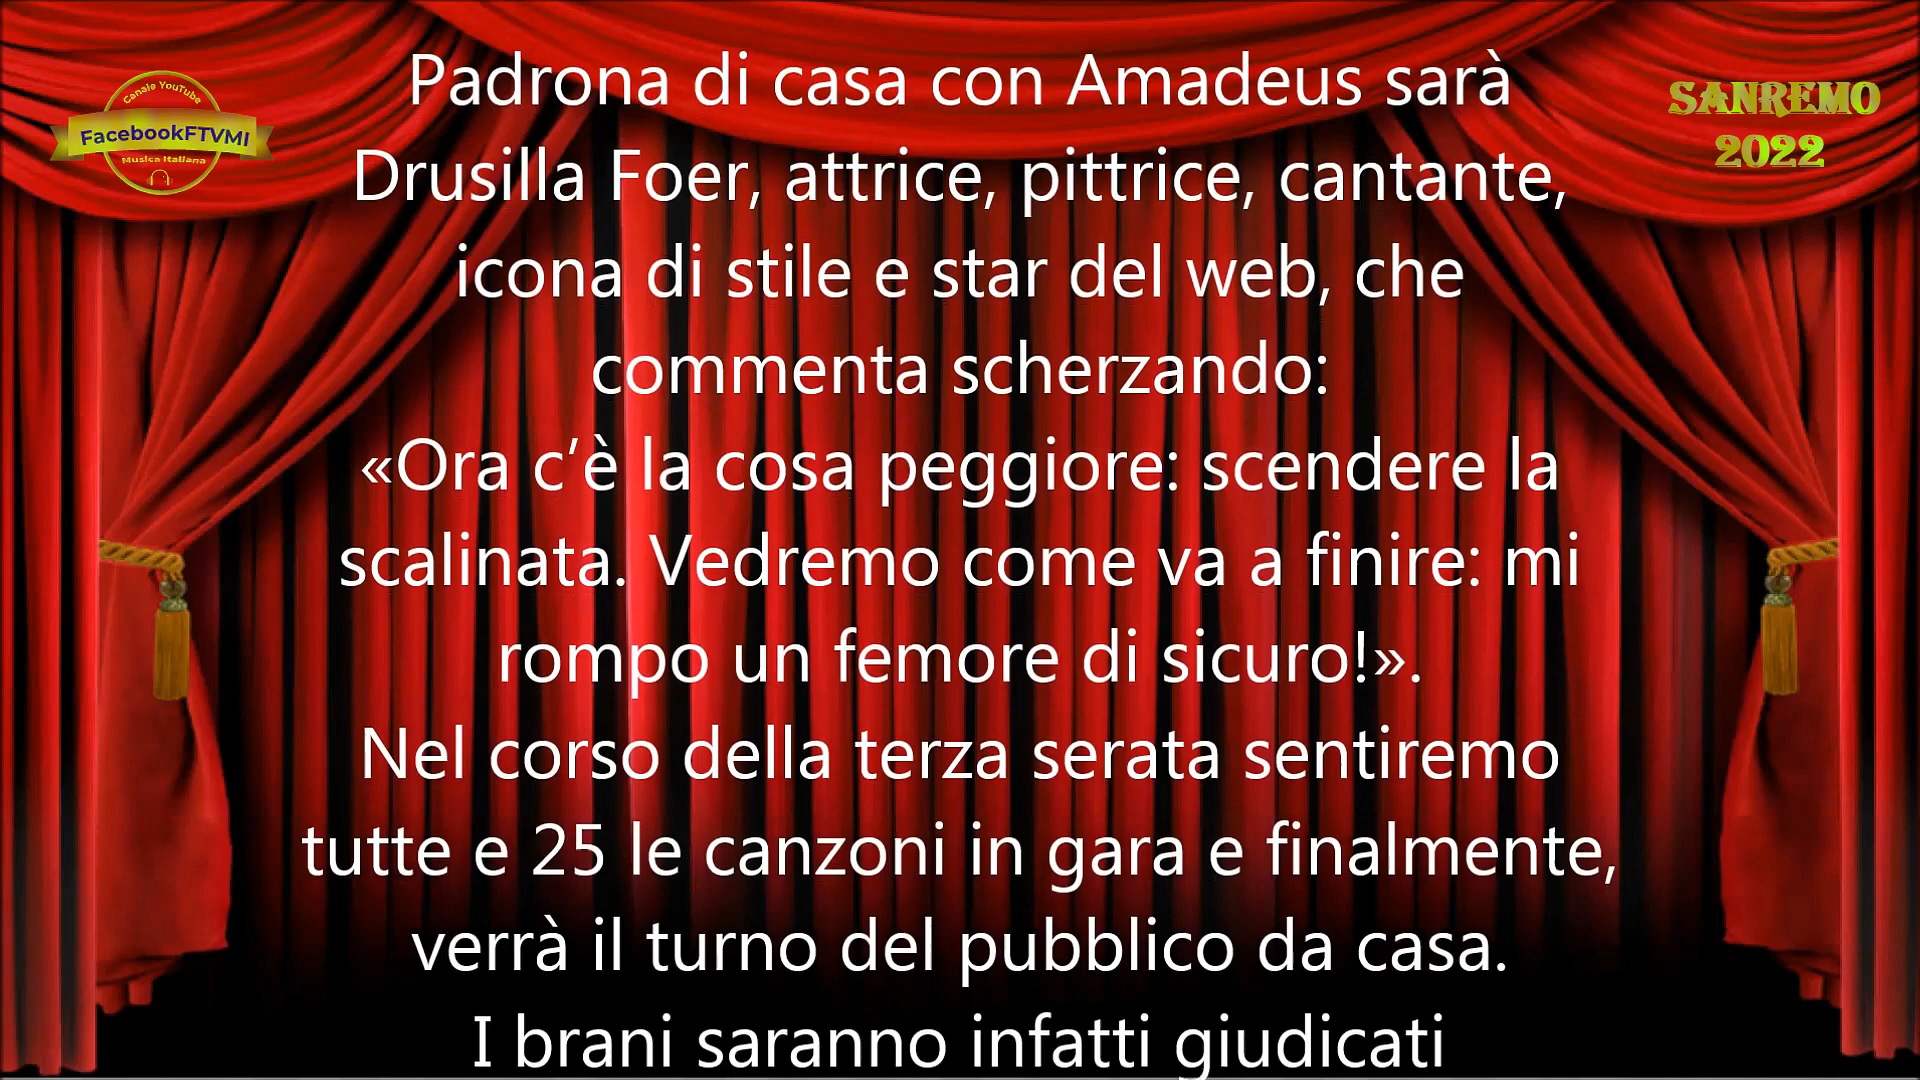 Canale YouTube
FacebookFTVMI
Musica Italiana
SANREMO
2022
Padrona di casa con Amadeus sarà
Drusilla Foer, attrice, pittrice, cantante,
icona di stile e star del web, che
commenta scherzando:
«Ora c’è la cosa peggiore: scendere la
scalinata. Vedremo come va a finire: mi
rompo un femore di sicuro!».
Nel corso della terza serata sentiremo
tutte e 25 le canzoni in gara e finalmente,
verrà il turno del pubblico da casa.
I brani saranno infatti giudicati